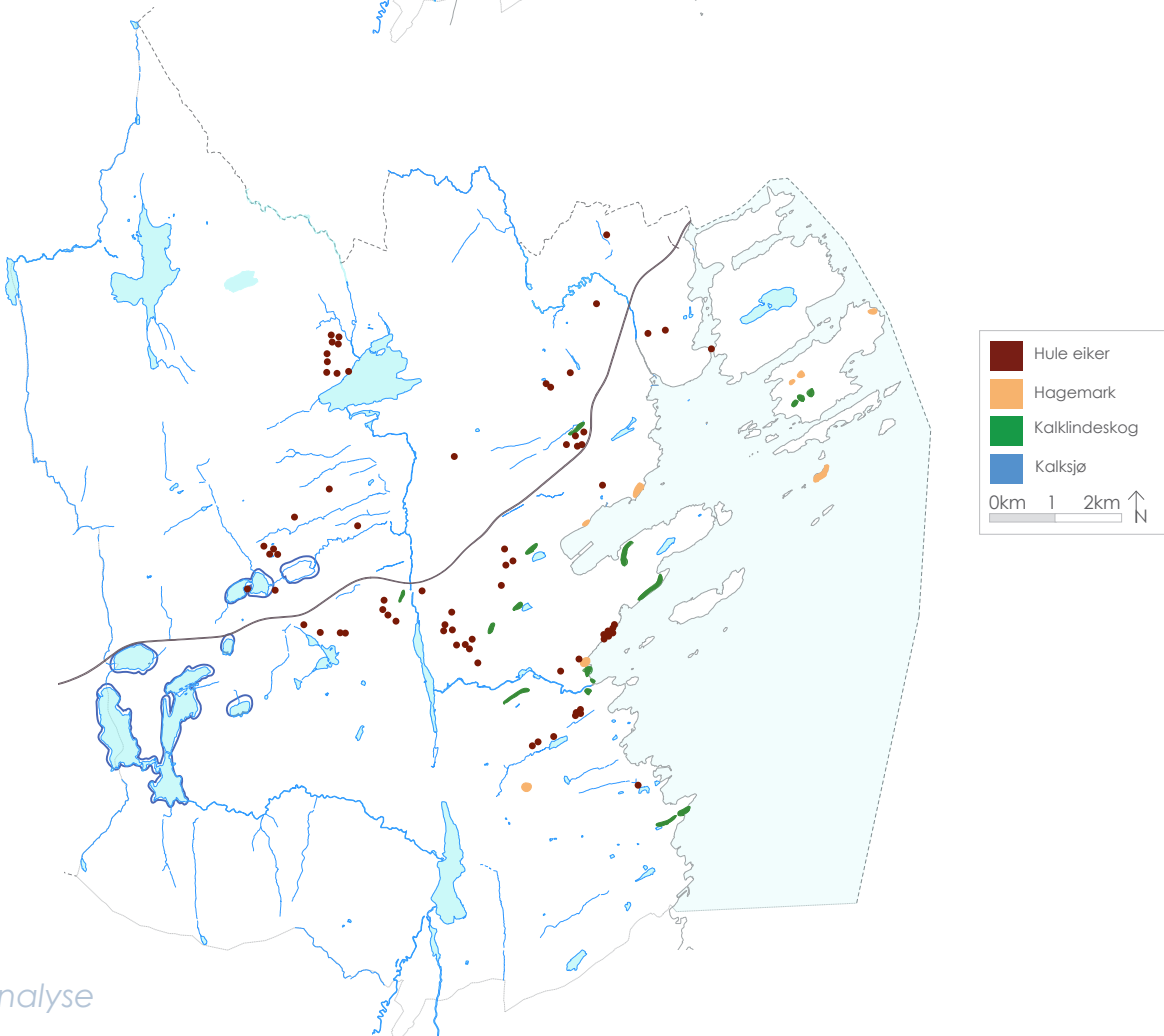 Hule eiker
Hagemark
Kalklindeskog
Kalksjø
0km 1 2km N
nalyse